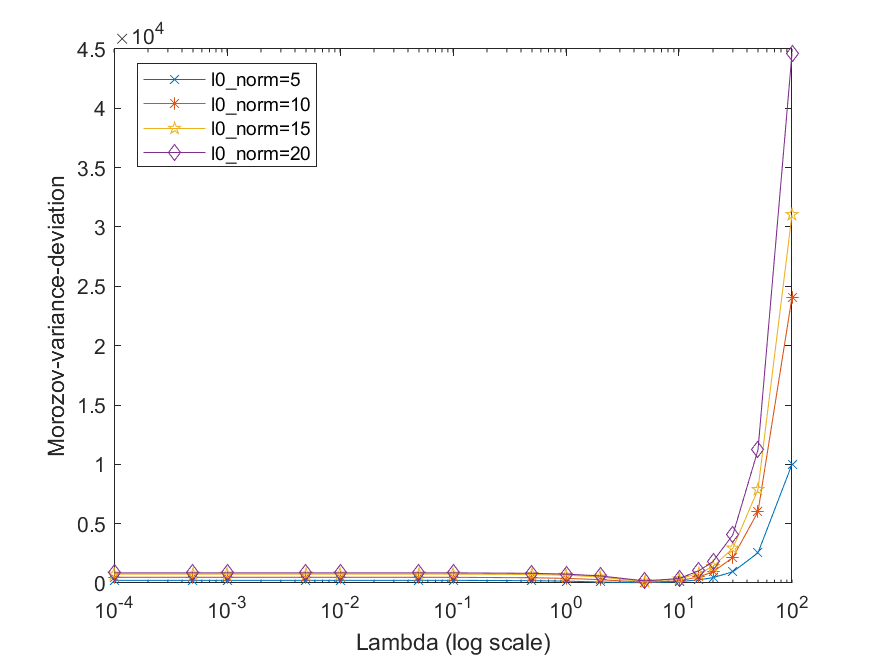 ×10^4
4.5
4
3.5
3
2.5
2
1.5
1
0.5
0
Morozov-variance-deviation
l0_norm=5
l0_norm=10
l0_norm=15
l0_norm=20
10^-4 10^-3 10^-2 10^-1 10^0 10^1 10^2
Lambda (log scale)